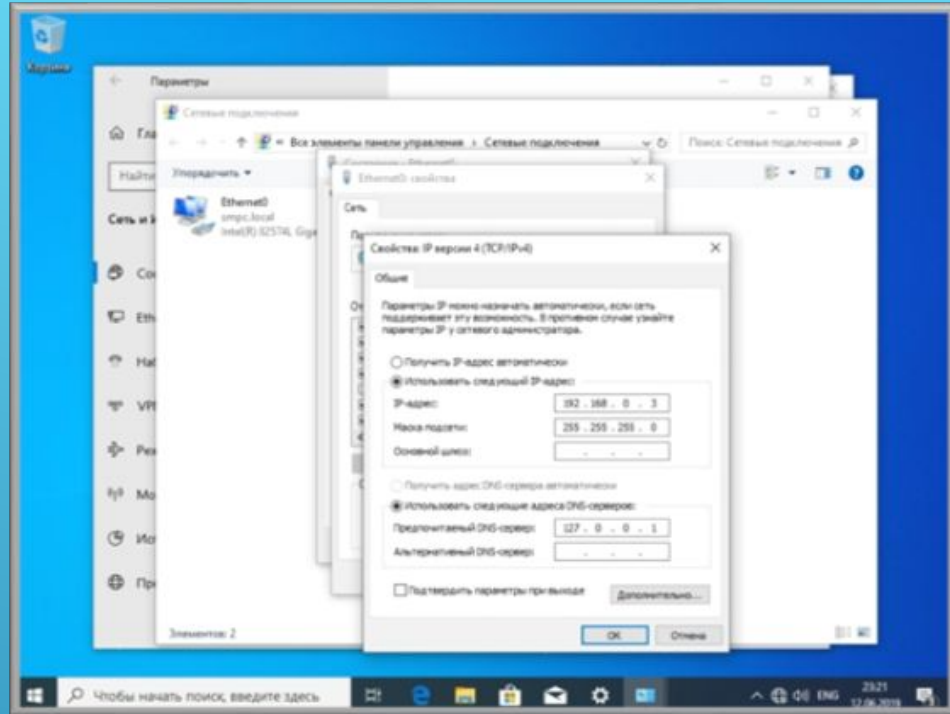 Корзина
Параметры
Сетевые подключения
Все элементы панели управления
Сетевые подключения
Поиск: Сетевые подключения
Упорядочить
Ethernet0
smpc.local
Intel(R) 82574L Giga
Ethernet0: свойства
Сеть
Свойства: IP версии 4 (TCP/IPv4)
Общие
Параметры IP можно назначать автоматически, если сеть
поддерживает эту возможность. В противном случае узнайте
параметры IP у сетевого администратора.
Получить IP-адрес автоматически
Использовать следующий IP-адрес:
IP-адрес: 192 . 168 . 0 . 3
Маска подсети: 255 . 255 . 255 . 0
Основной шлюз: . . .
Получить адрес DNS-сервера автоматически
Использовать следующие адреса DNS-серверов:
Предпочитаемый DNS-сервер: 127 . 0 . 0 . 1
Альтернативный DNS-сервер: . . .
Подтвердить параметры при выходе
Дополнительно...
OK Отмена
Элементов: 2
Чтобы начать поиск, введите здесь
ENG
23:21
12.06.2019